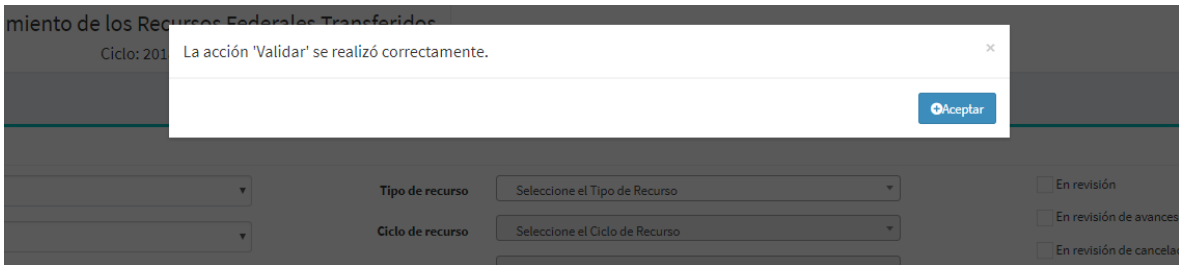 miento de los Recursos Federales Transferidos
Ciclo: 201
La acción 'Validar' se realizó correctamente.
×
Aceptar
Tipo de recurso
Seleccione el Tipo de Recurso
En revisión
En revisión de avances
Ciclo de recurso
Seleccione el Ciclo de Recurso
En revisión de cancela